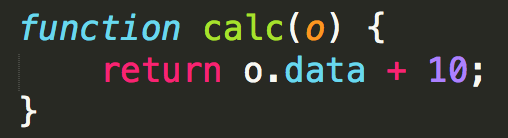 function calc(o) {
    return o.data + 10;
}